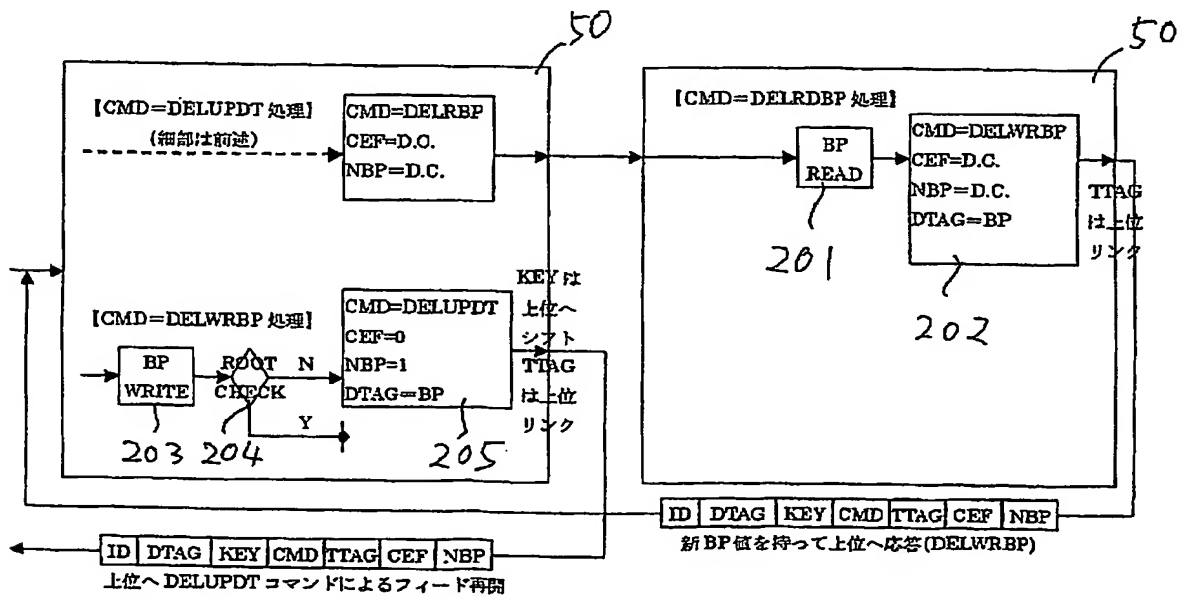 50
50
【CMD=DELUPDT 処理】
(細部は前述)
CMD=DELRBP
CEF=D.C.
NBP=D.C.
【CMD=DELRDBP 処理】
BP
READ
201
CMD=DELWRBP
CEF=D.C.
NBP=D.C.
DTAG=BP
202
TTAG
は上位
リンク
【CMD=DELWRBP 処理】
BP
WRITE
203
ROOT
CHECK
204
N
Y
CMD=DELUPDT
CEF=0
NBP=1
DTAG=BP
205
KEY は
上位へ
シフト
TTAG
は上位
リンク
ID DTAG KEY CMD TTAG CEF NBP
新 BP 値を持って上位へ応答(DELWRBP)
ID DTAG KEY CMD TTAG CEF NBP
上位へ DELUPDT コマンドによるフィード再開